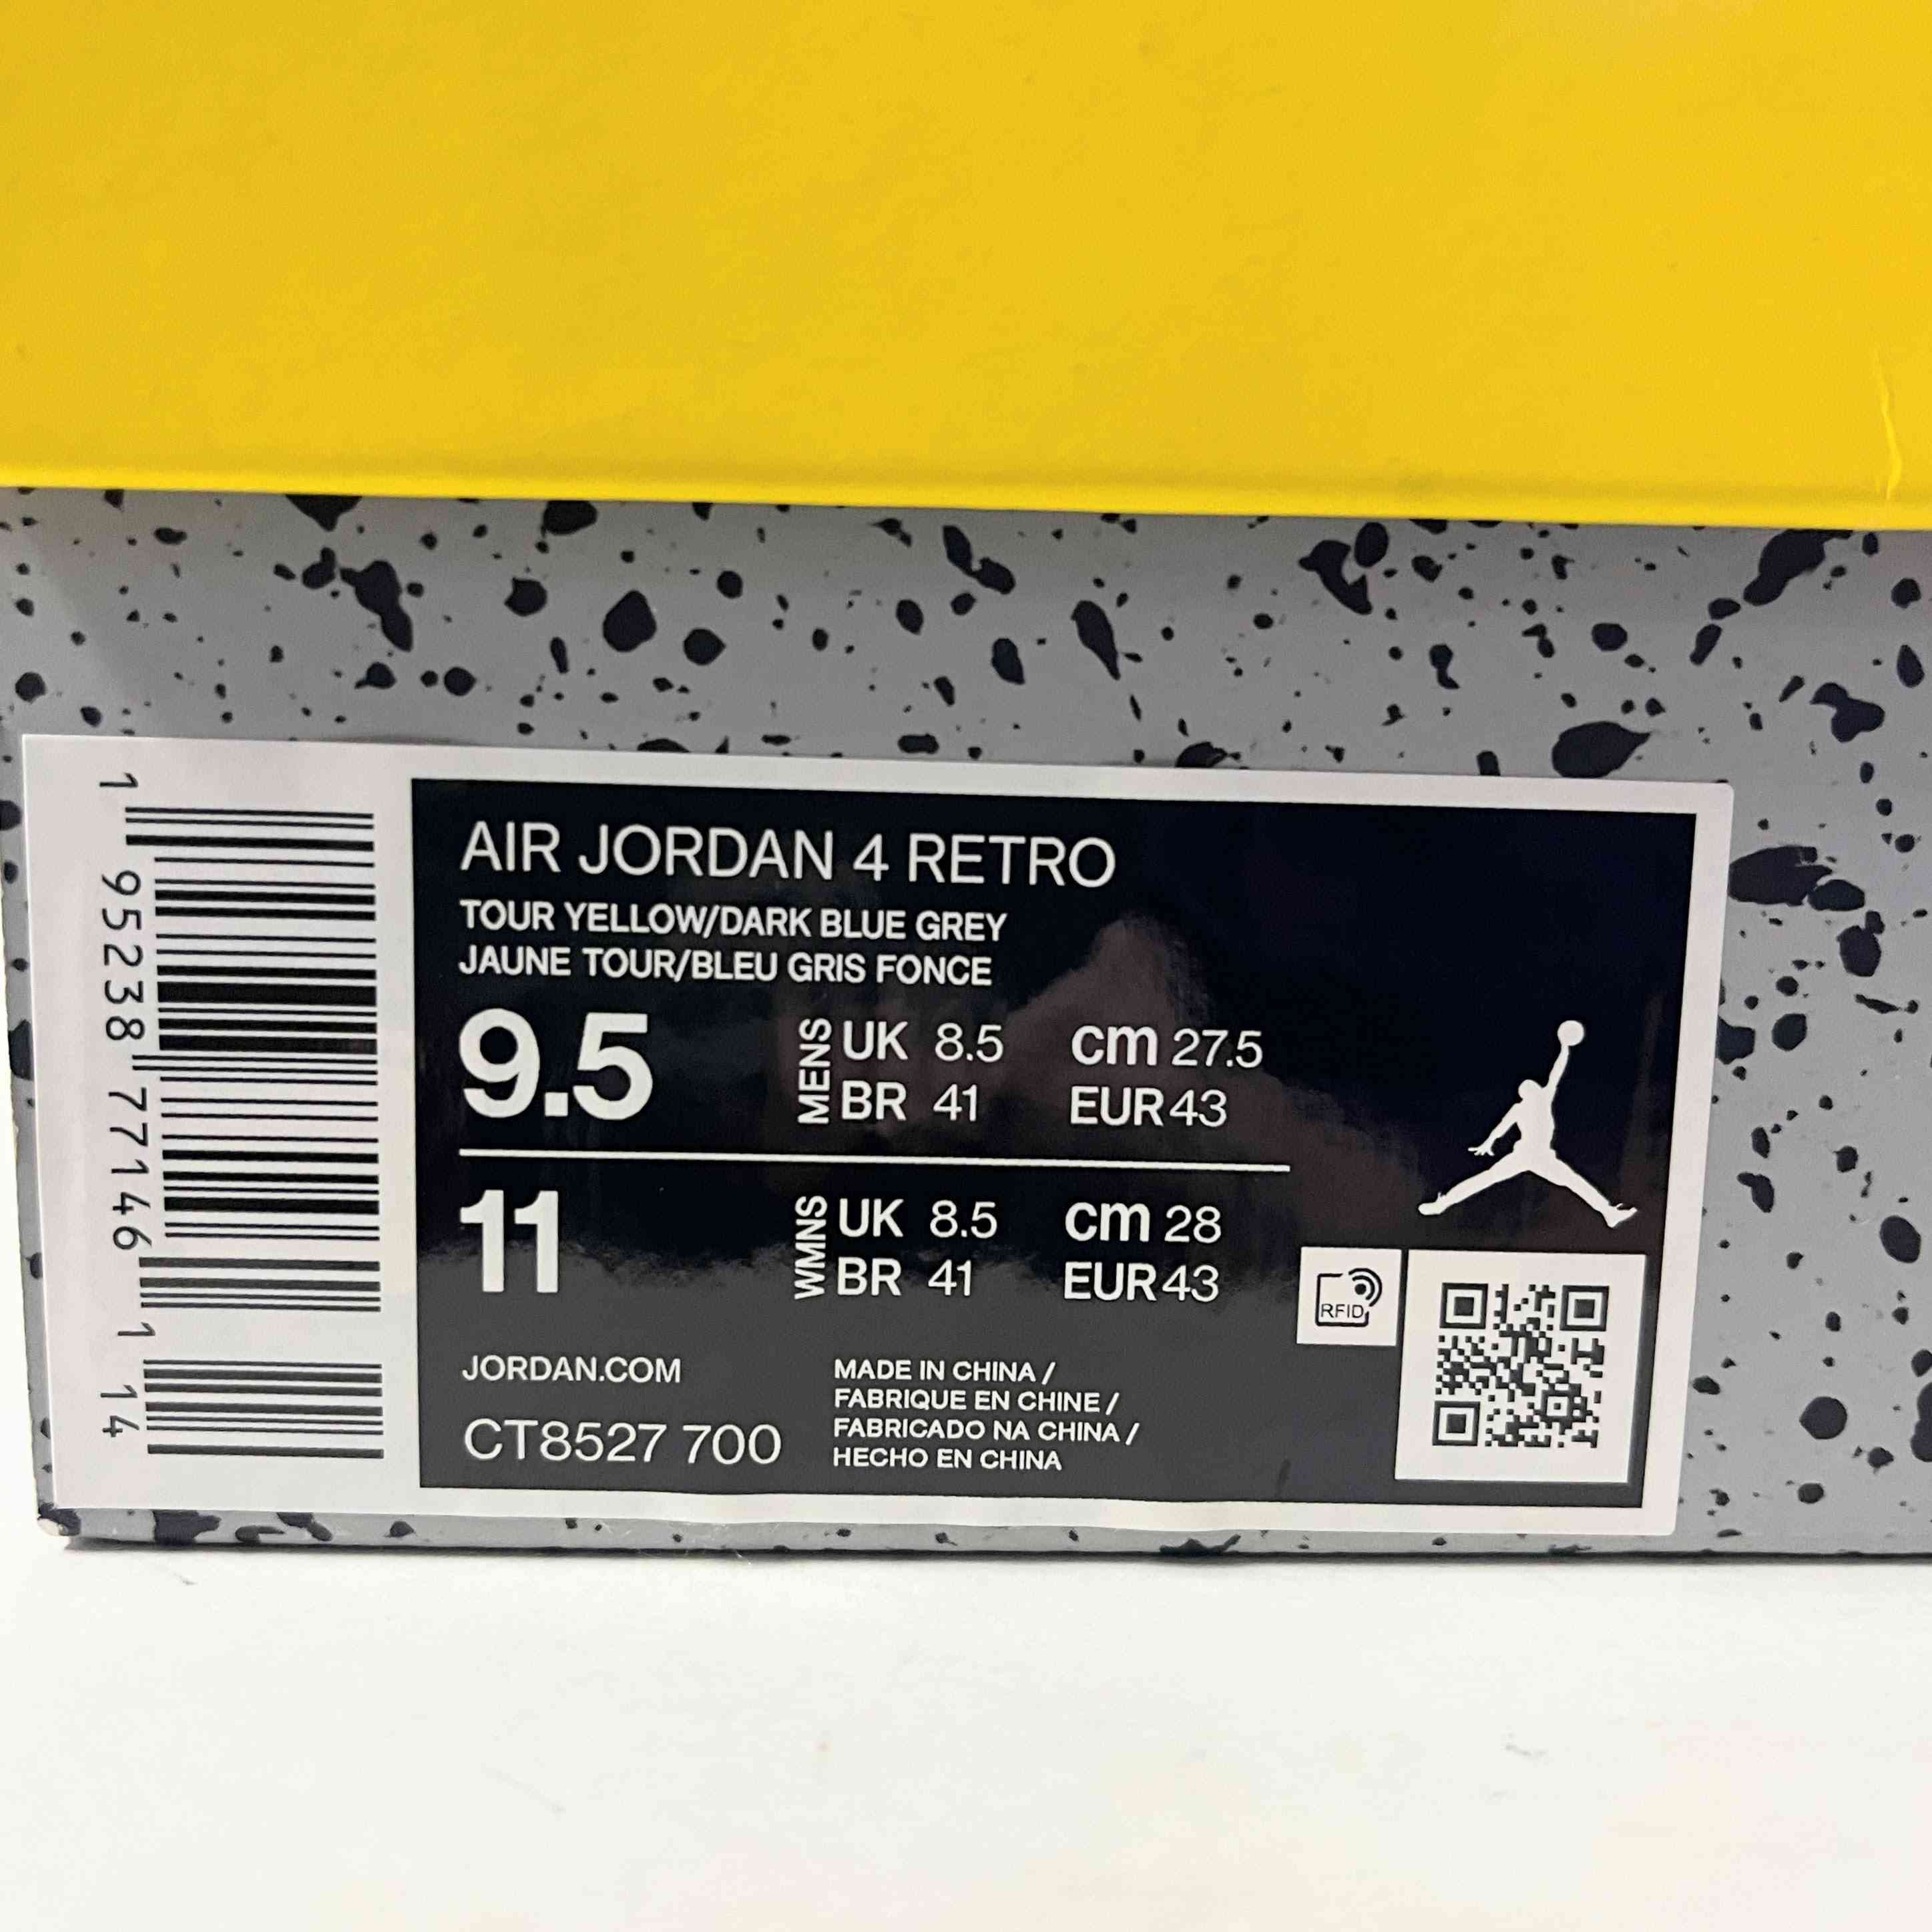 1 95238 77146 1 14
AIR JORDAN 4 RETRO
TOUR YELLOW/DARK BLUE GREY
JAUNE TOUR/BLEU GRIS FONCE
9.5 MENS UK 8.5 cm 27.5
BR 41 EUR 43
11 WMNS UK 8.5 cm 28
BR 41 EUR 43
RFID
JORDAN.COM
CT8527 700
MADE IN CHINA /
FABRIQUE EN CHINE /
FABRICADO NA CHINA /
HECHO EN CHINA